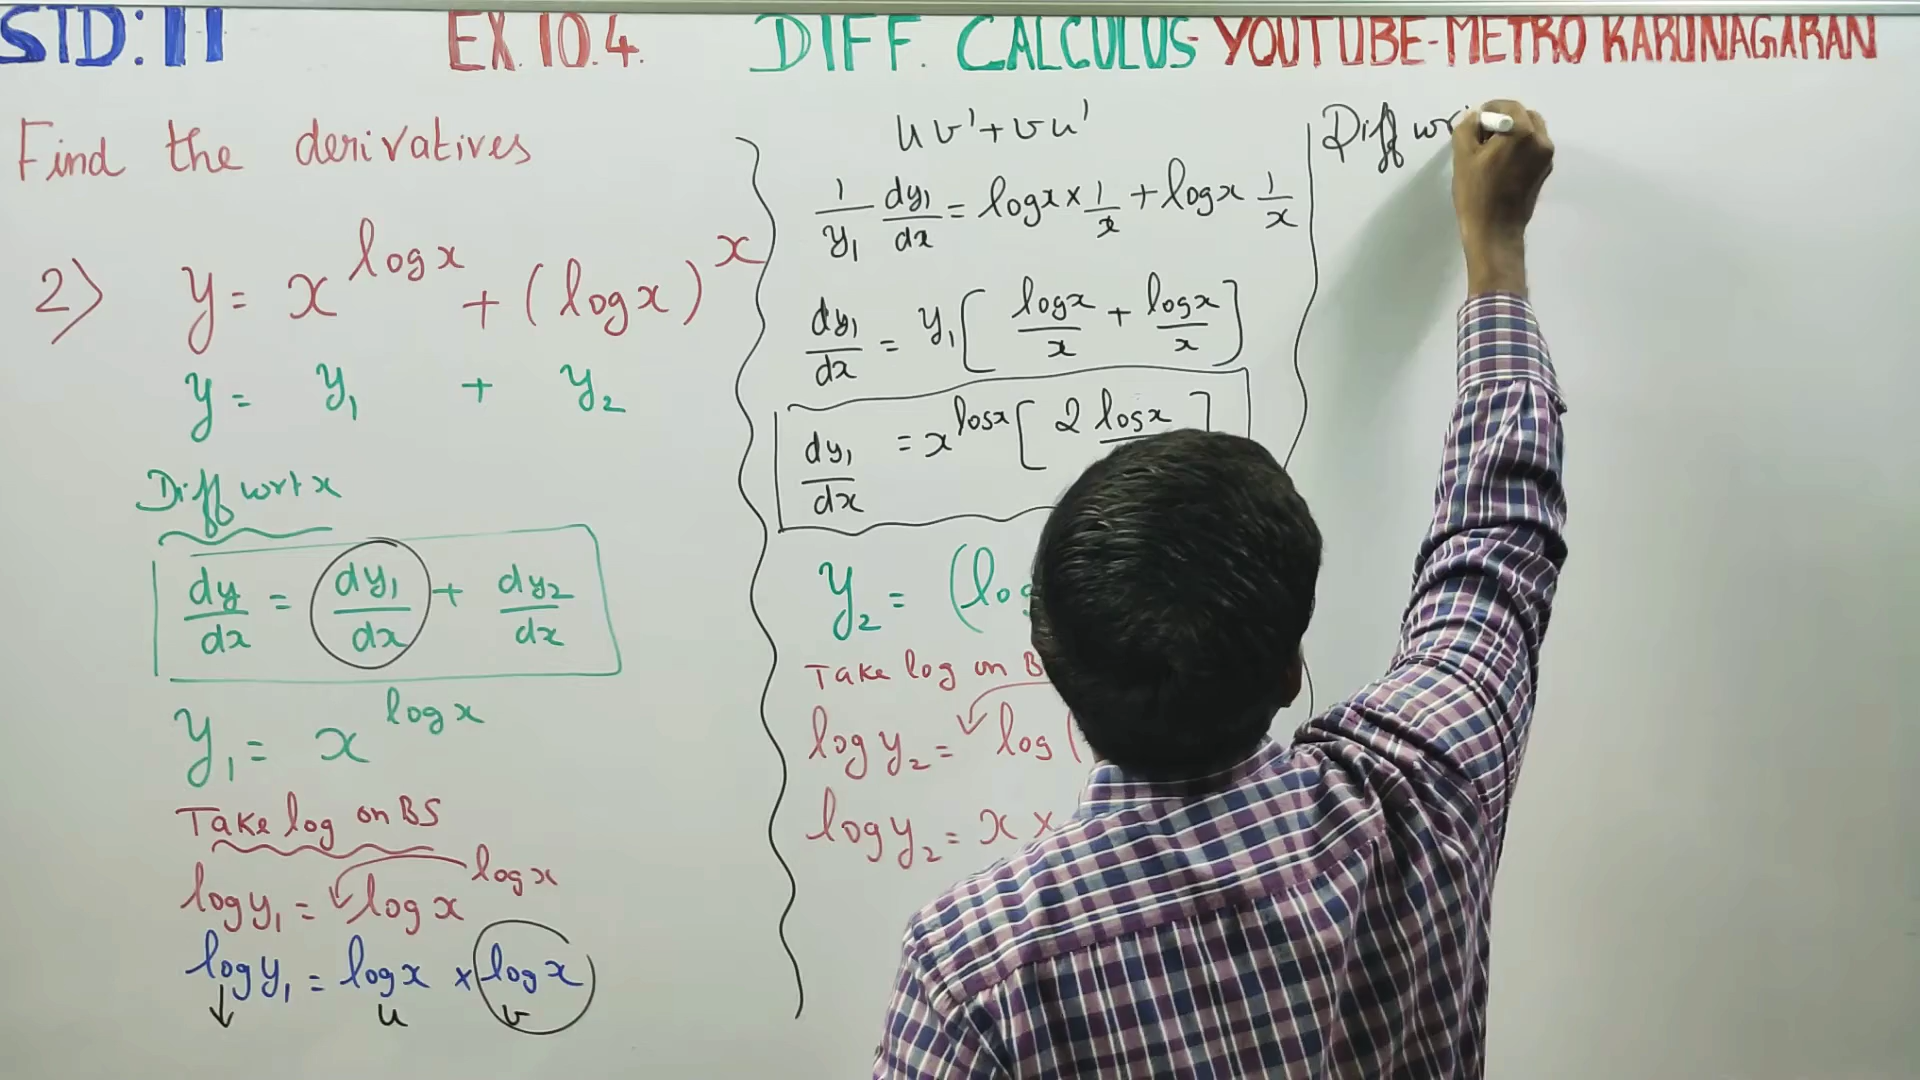 STD: 11 EX. 10.4. DIFF. CALCULUS- YOUTUBE-METRO KARUNAGARAN
Find the derivatives
2) y = x^log x + (log x)^x
y = y₁ + y₂
Diff wrt x
dy/dx = dy₁/dx + dy₂/dx
y₁ = x^log x
Take log on BS
log y₁ = log x^log x
log y₁ = log x × log x
u v
uv' + vu'
1/y₁ dy₁/dx = log x × 1/x + log x 1/x
dy₁/dx = y₁ [ log x/x + log x/x ]
dy₁/dx = x^log x [ 2 log x ]
y₂ = (log
Take log on B
log y₂ = log (
log y₂ = x ×
Diff wr